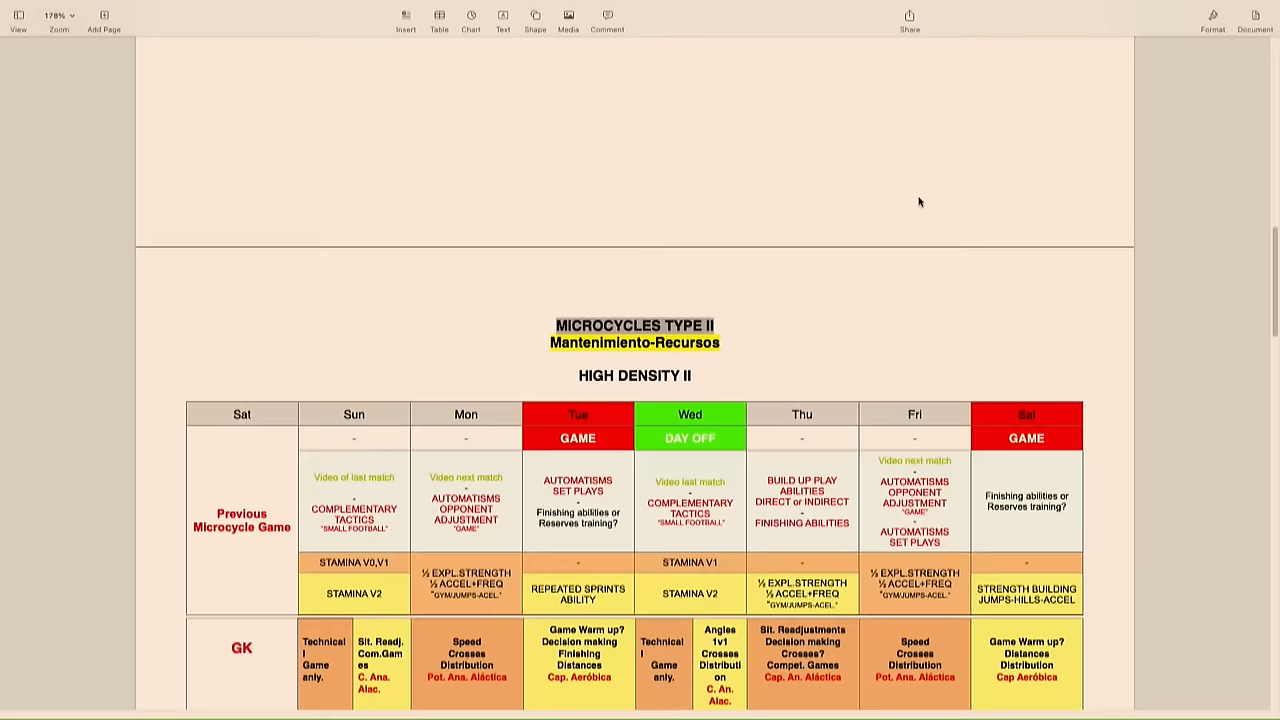 View
178%
Zoom
Add Page
Insert
Table
Chart
Text
Shape
Media
Comment
Share
Format
Document
MICROCYCLES TYPE II
Mantenimiento-Recursos
HIGH DENSITY II
Sat Sun Mon Tue Wed Thu Fri Sat
- - GAME DAY OFF - - GAME
Previous
Microcycle Game
Video of last match
-
COMPLEMENTARY
TACTICS
"SMALL FOOTBALL"
Video next match
-
AUTOMATISMS
OPPONENT
ADJUSTMENT
"GAME"
AUTOMATISMS
SET PLAYS
-
Finishing abilities or
Reserves training?
Video last match
-
COMPLEMENTARY
TACTICS
"SMALL FOOTBALL"
BUILD UP PLAY
ABILITIES
DIRECT or INDIRECT
-
FINISHING ABILITIES
Video next match
-
AUTOMATISMS
OPPONENT
ADJUSTMENT
"GAME"
-
AUTOMATISMS
SET PLAYS
Finishing abilities or
Reserves training?
STAMINA V0,V1
STAMINA V2
½ EXPL.STRENGTH
½ ACCEL+FREQ
"GYM/JUMPS-ACEL."
-
REPEATED SPRINTS
ABILITY
STAMINA V1
STAMINA V2
-
½ EXPL.STRENGTH
½ ACCEL+FREQ
"GYM/JUMPS-ACEL."
½ EXPL.STRENGTH
½ ACCEL+FREQ
"GYM/JUMPS-ACEL."
-
STRENGTH BUILDING
JUMPS-HILLS-ACCEL
GK
Technical
l
Game
anly.
Sit. Readj.
Com.Gam
es
C. Ana.
Alac.
Speed
Crosses
Distribution
Pot. Ana. Aláctica
Game Warm up?
Decision making
Finishing
Distances
Cap. Aeróbica
Technical
l
Game
anly.
Angles
1v1
Crosses
Distributi
on
C. An.
Alac.
Sit. Readjustments
Decision making
Crosses?
Compet. Games
Cap. An. Aláctica
Speed
Crosses
Distribution
Pot. Ana. Aláctica
Game Warm up?
Distances
Distribution
Cap Aeróbica